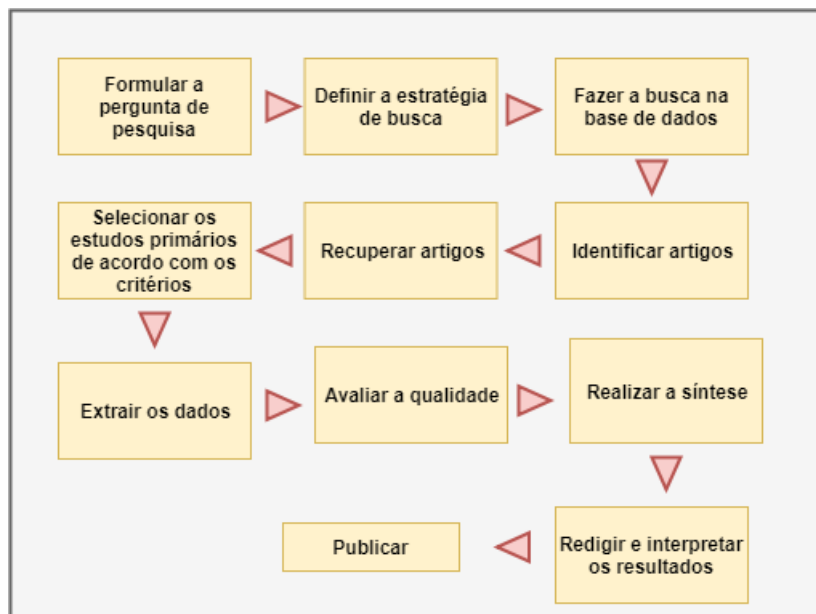 Formular a
pergunta de
pesquisa
Definir a estratégia
de busca
Fazer a busca na
base de dados
Identificar artigos
Recuperar artigos
Selecionar os
estudos primários
de acordo com os
critérios
Extrair os dados
Avaliar a qualidade
Realizar a síntese
Redigir e interpretar
os resultados
Publicar